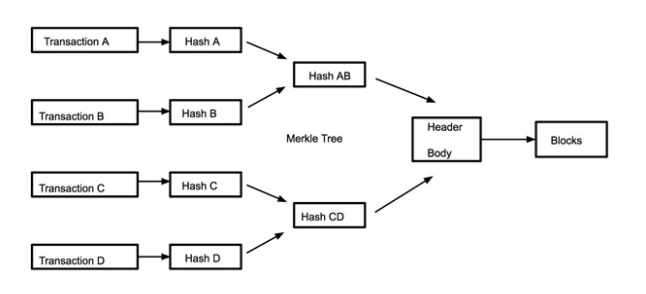 Transaction A
Hash A
Hash AB
Transaction B
Hash B
Merkle Tree
Header
Body
Blocks
Transaction C
Hash C
Hash CD
Transaction D
Hash D